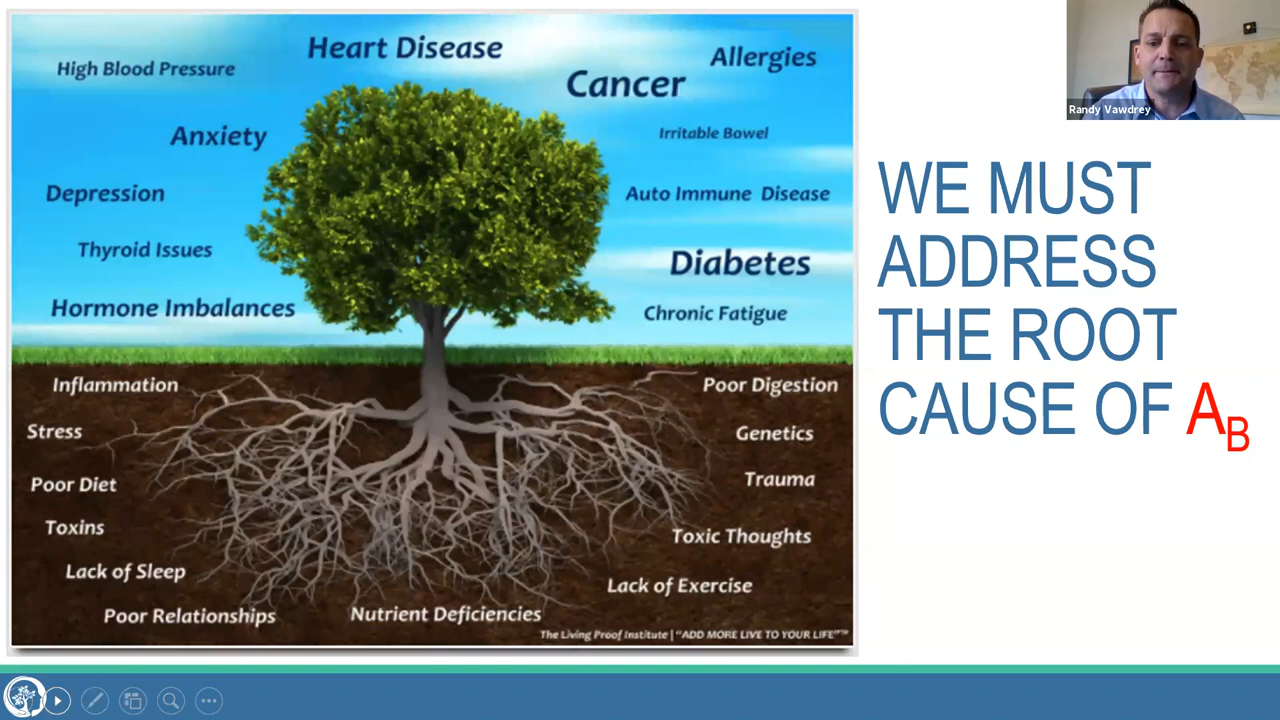 Heart Disease
High Blood Pressure
Allergies
Cancer
Anxiety
Irritable Bowel
Depression
Auto Immune Disease
Thyroid Issues
Diabetes
Hormone Imbalances
Chronic Fatigue
Inflammation
Poor Digestion
Stress
Genetics
Poor Diet
Trauma
Toxins
Toxic Thoughts
Lack of Sleep
Lack of Exercise
Poor Relationships
Nutrient Deficiencies
The Living Proof Institute | "ADD MORE LIVE TO YOUR LIFE"™
Randy Vawdrey
WE MUST
ADDRESS
THE ROOT
CAUSE OF AB